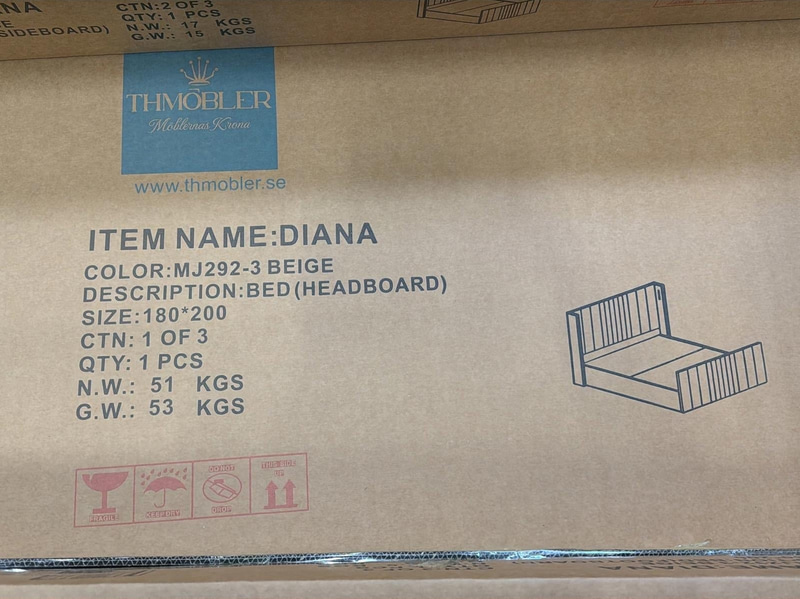 ANA
CTN:2 OF 3
QTY: 1 PCS
SIDEBOARD)
N.W.: 17 KGS
G.W.: 15 KGS
THMÖBLER
Möblernas Krona
www.thmobler.se
ITEM NAME:DIANA
COLOR:MJ292-3 BEIGE
DESCRIPTION:BED(HEADBOARD)
SIZE:180*200
CTN: 1 OF 3
QTY: 1 PCS
N.W.: 51 KGS
G.W.: 53 KGS
FRAGILE
KEEP DRY
DO NOT
DROP
THIS SIDE
UP